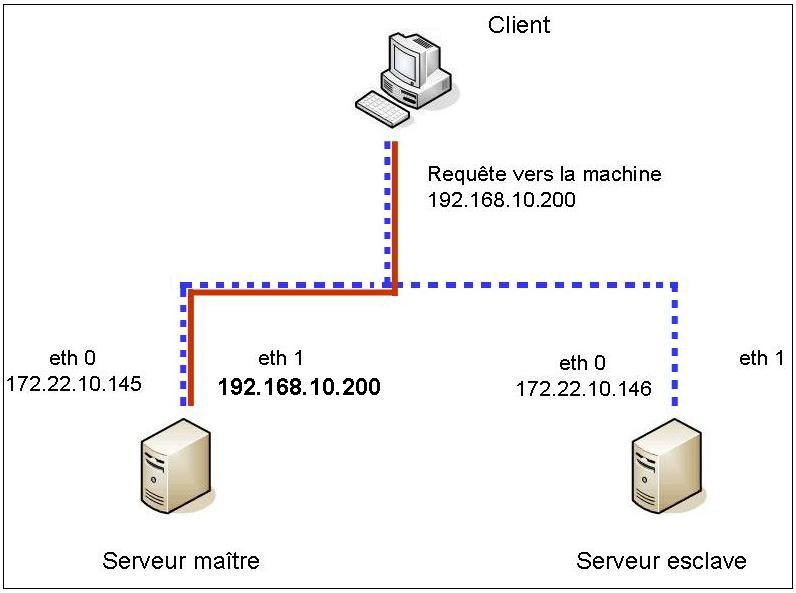 Client
Requête vers la machine
192.168.10.200
eth 0
172.22.10.145
eth 1
192.168.10.200
eth 0
172.22.10.146
eth 1
Serveur maître
Serveur esclave